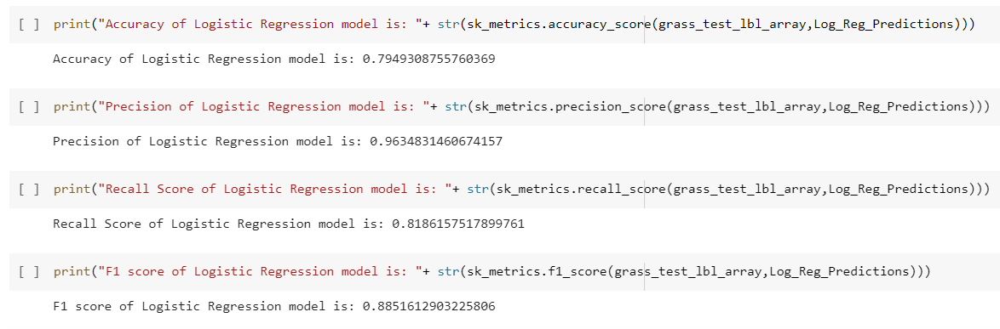 [ ] print("Accuracy of Logistic Regression model is: "+ str(sk_metrics.accuracy_score(grass_test_lbl_array,Log_Reg_Predictions)))
Accuracy of Logistic Regression model is: 0.7949308755760369
[ ] print("Precision of Logistic Regression model is: "+ str(sk_metrics.precision_score(grass_test_lbl_array,Log_Reg_Predictions)))
Precision of Logistic Regression model is: 0.9634831460674157
[ ] print("Recall Score of Logistic Regression model is: "+ str(sk_metrics.recall_score(grass_test_lbl_array,Log_Reg_Predictions)))
Recall Score of Logistic Regression model is: 0.8186157517899761
[ ] print("F1 score of Logistic Regression model is: "+ str(sk_metrics.f1_score(grass_test_lbl_array,Log_Reg_Predictions)))
F1 score of Logistic Regression model is: 0.8851612903225806